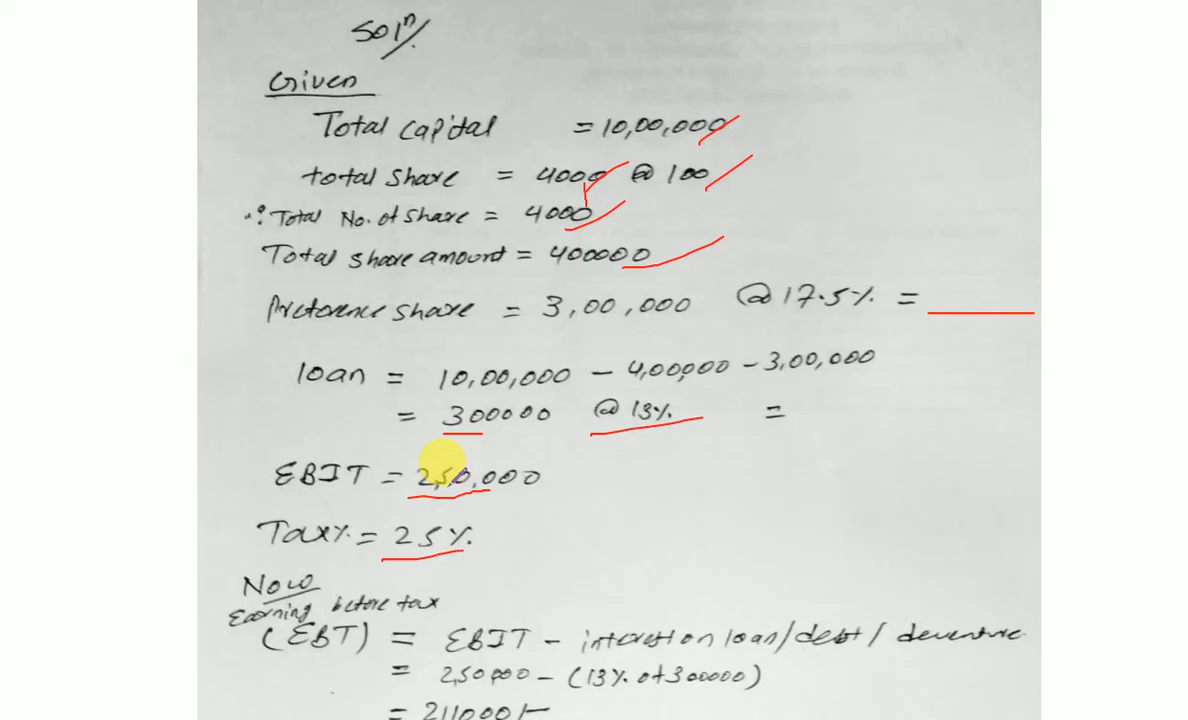 Solⁿ/.
Given
Total capital = 10,00,000
total share = 4000 @ 100
∴ Total No. of share = 4000
Total share amount = 400000
Preference share = 3,00,000 @ 17.5% =
loan = 10,00,000 - 4,00,000 - 3,00,000
= 300000 @ 13% =
EBIT = 2,50,000
Tax% = 25%.
Now
Earning before tax
(EBT) = EBIT - interest on loan/debt/deventure
= 2,50,000 - (13% of 300000)
= 211000/-